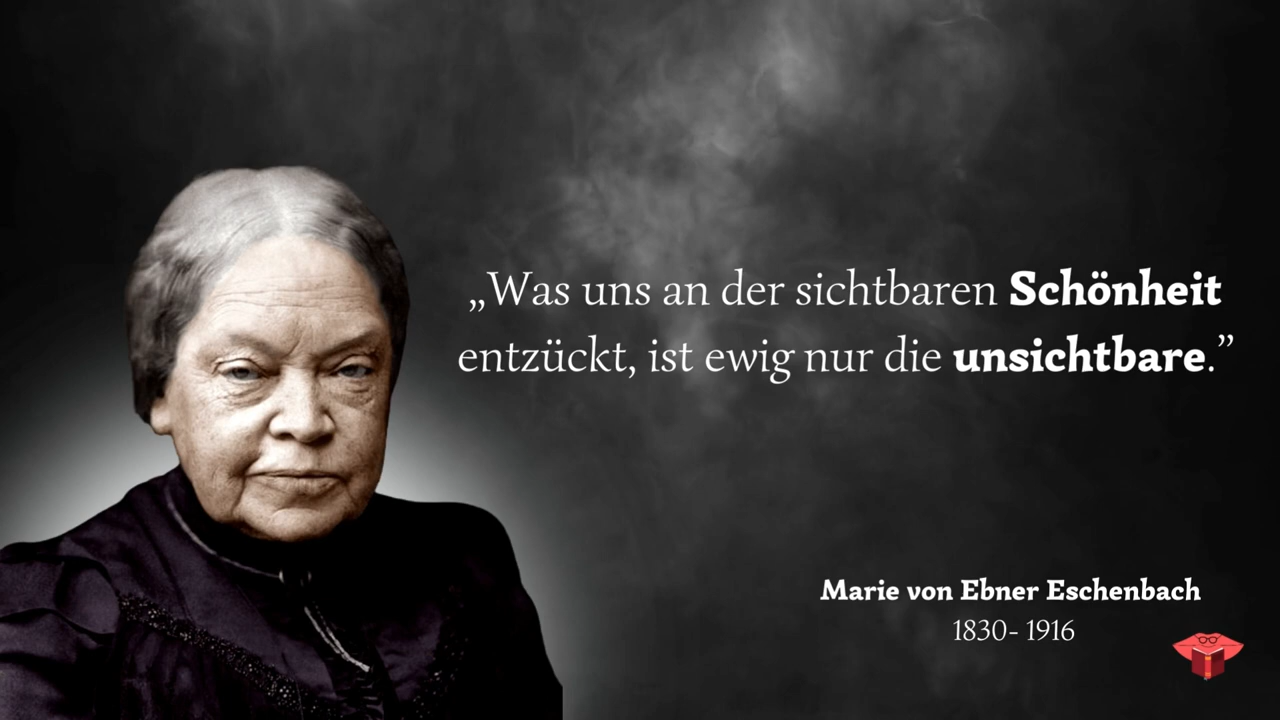 „Was uns an der sichtbaren Schönheit
entzückt, ist ewig nur die unsichtbare.”
Marie von Ebner Eschenbach
1830- 1916